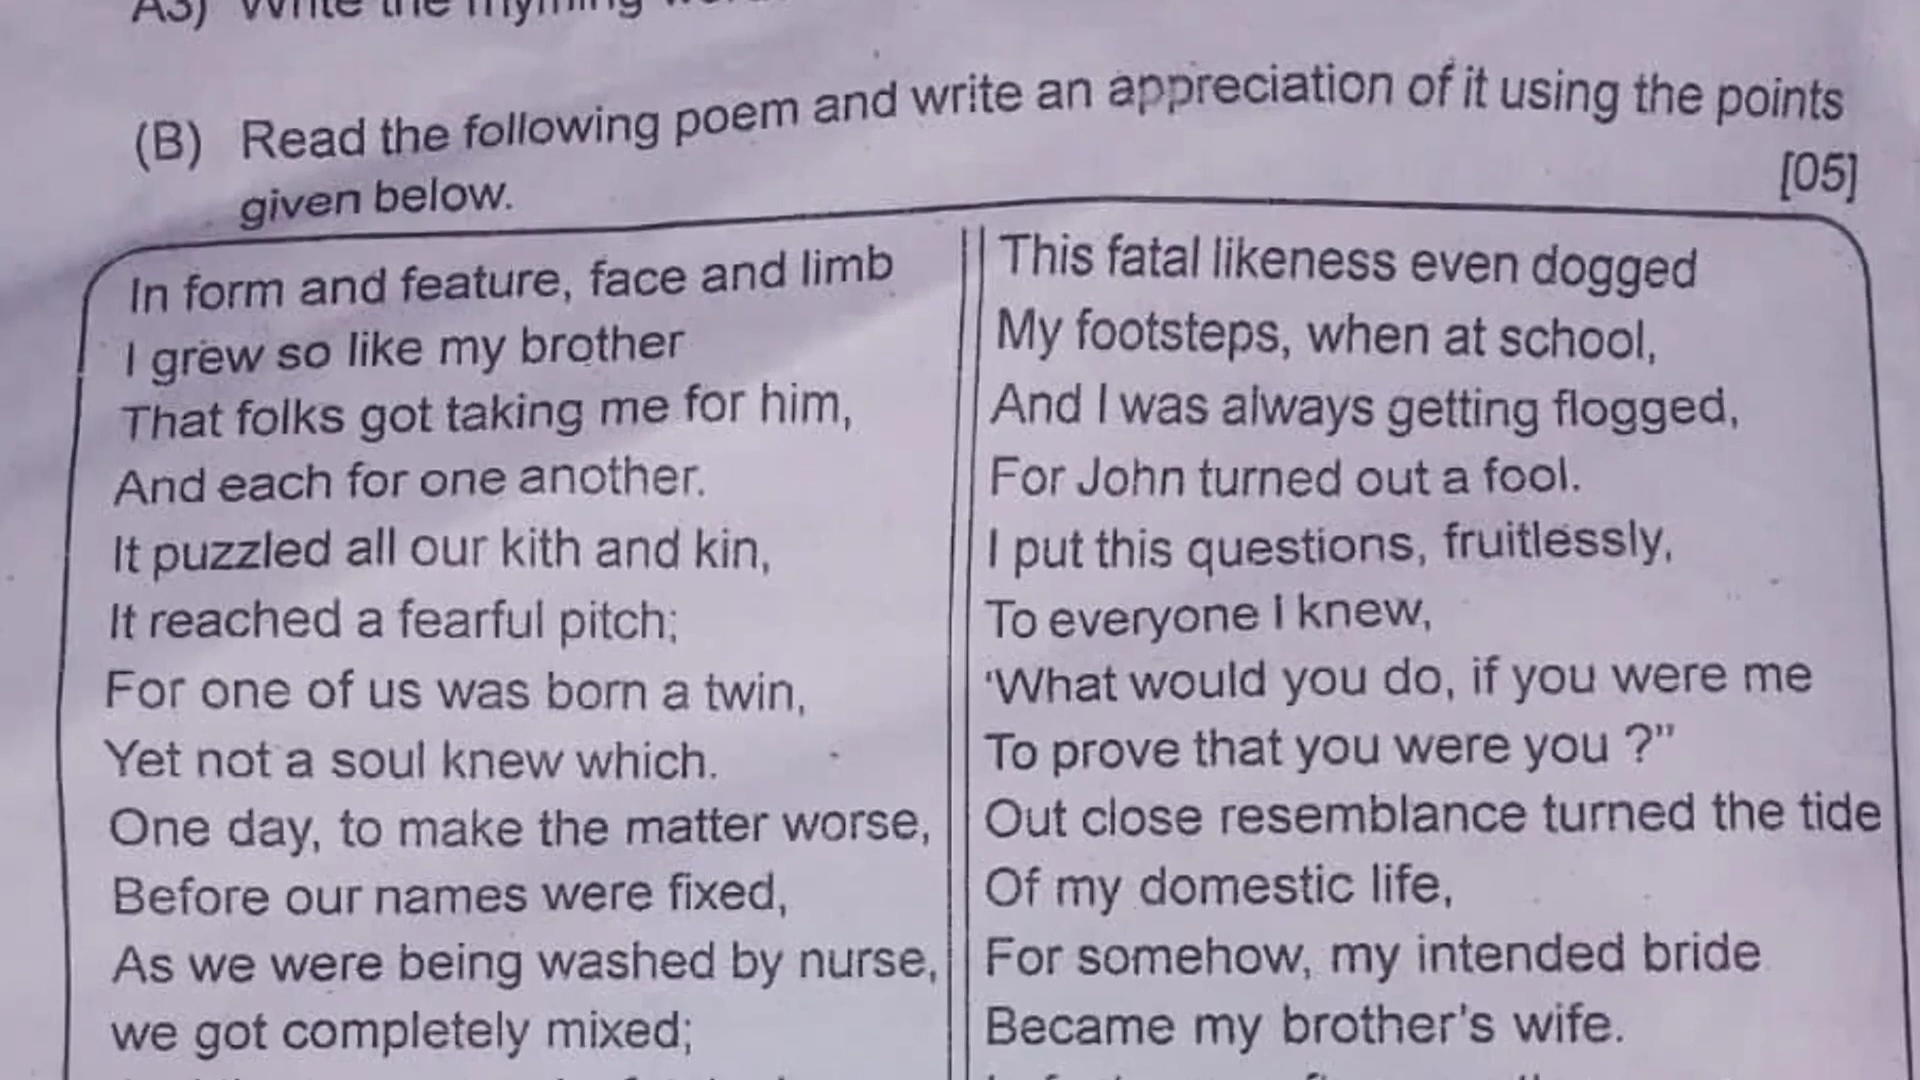 A3) Write the rhyming
(B) Read the following poem and write an appreciation of it using the points
given below.
[05]
In form and feature, face and limb
I grew so like my brother
That folks got taking me for him,
And each for one another.
It puzzled all our kith and kin,
It reached a fearful pitch;
For one of us was born a twin,
Yet not a soul knew which.
One day, to make the matter worse,
Before our names were fixed,
As we were being washed by nurse,
we got completely mixed;
This fatal likeness even dogged
My footsteps, when at school,
And I was always getting flogged,
For John turned out a fool.
I put this questions, fruitlessly,
To everyone I knew,
‘What would you do, if you were me
To prove that you were you ?”
Out close resemblance turned the tide
Of my domestic life,
For somehow, my intended bride
Became my brother's wife.